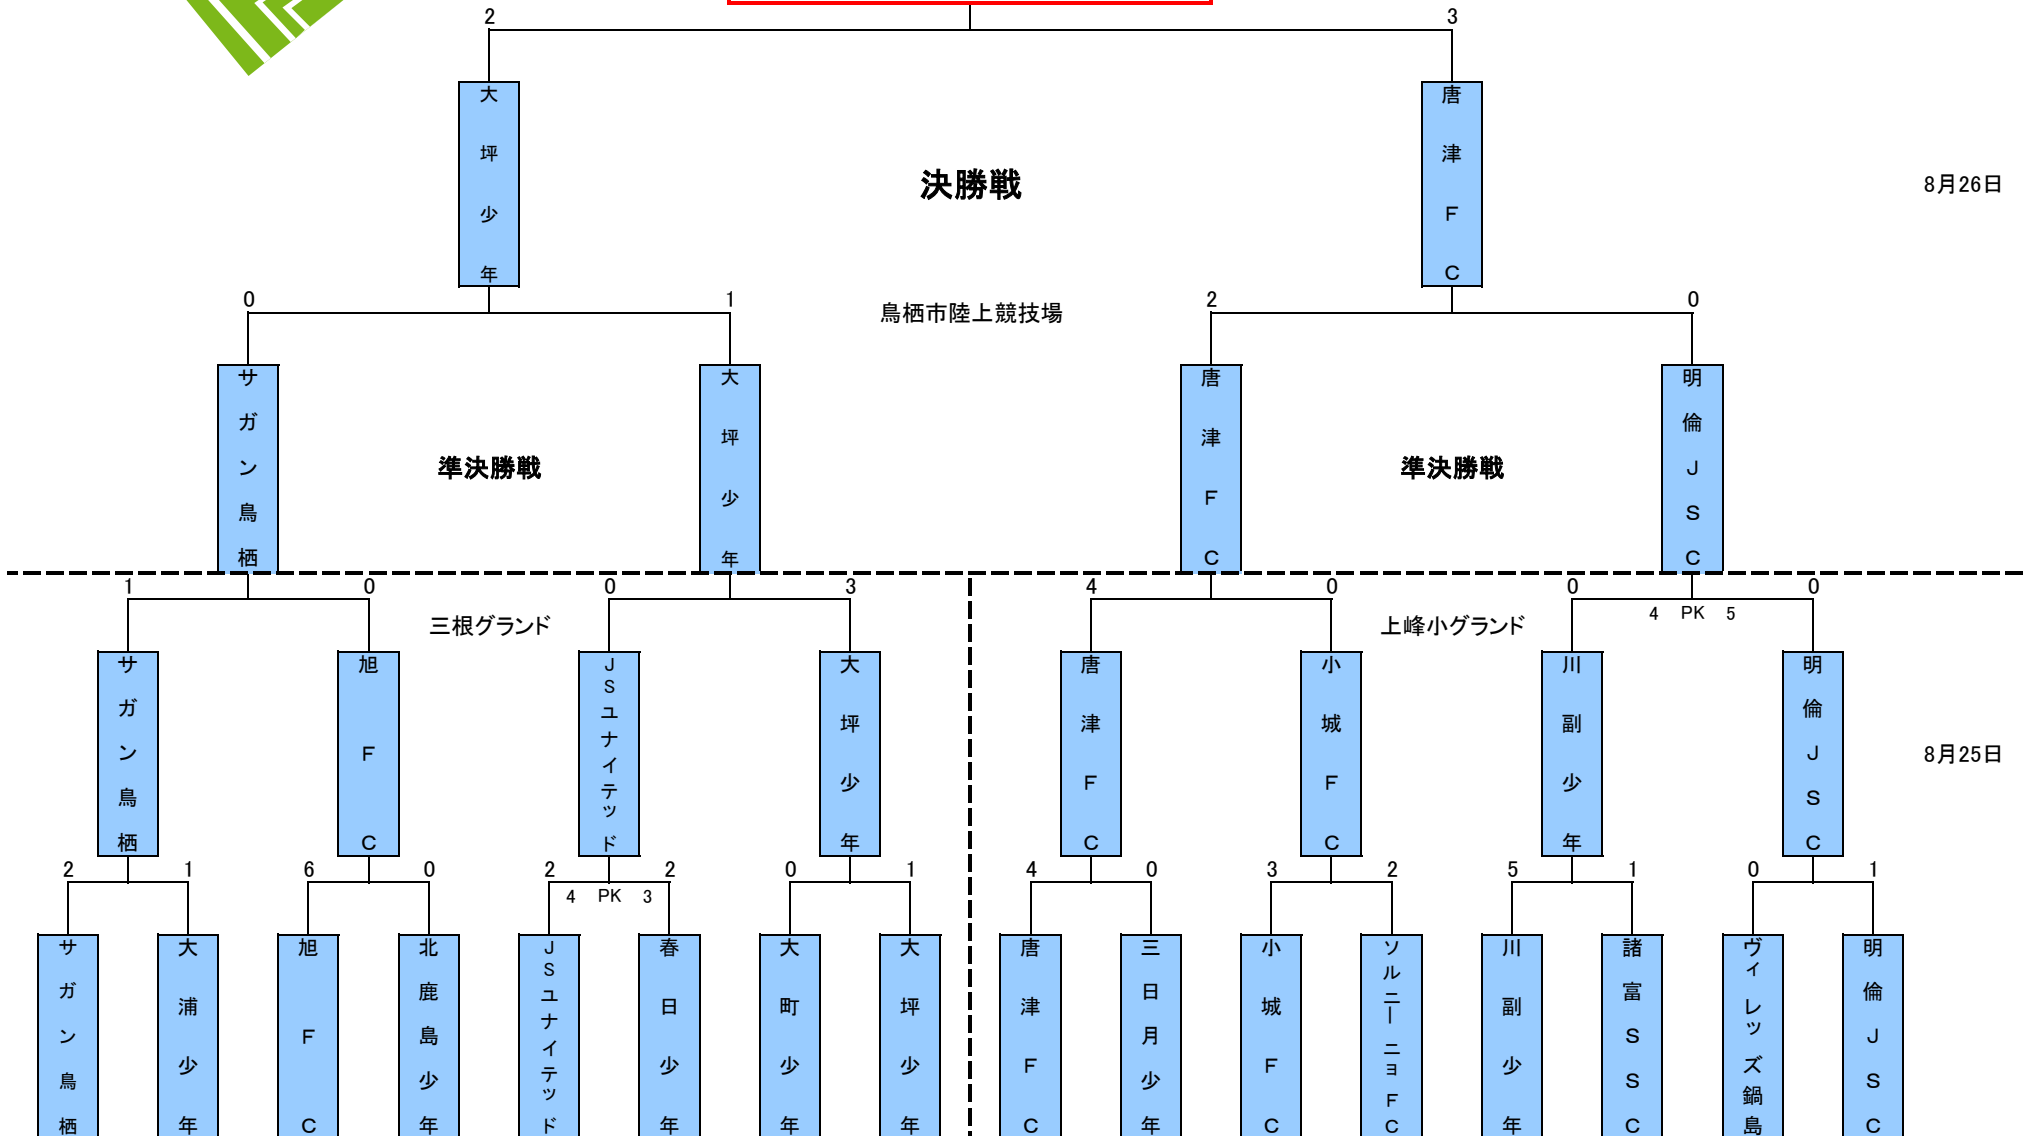 2 3
大坪少年
唐津FC
決勝戦
8月26日
0 1 2 0
鳥栖市陸上競技場
サガン鳥栖
大坪少年
唐津FC
明倫JSC
準決勝戦
準決勝戦
1 0 0 3 4 0 0 0
4 PK 5
三根グランド
上峰小グランド
サガン鳥栖
旭FC
JSユナイテッド
大坪少年
唐津FC
小城FC
川副少年
明倫JSC
8月25日
2 1 6 0 2 2 0 1 4 0 3 2 5 1 0 1
4 PK 3
サガン鳥栖
大浦少年
旭FC
北鹿島少年
JSユナイテッド
春日少年
大町少年
大坪少年
唐津FC
三日月少年
小城FC
ソルニーニョFC
川副少年
諸富SSC
ヴィレッズ鍋島
明倫JSC